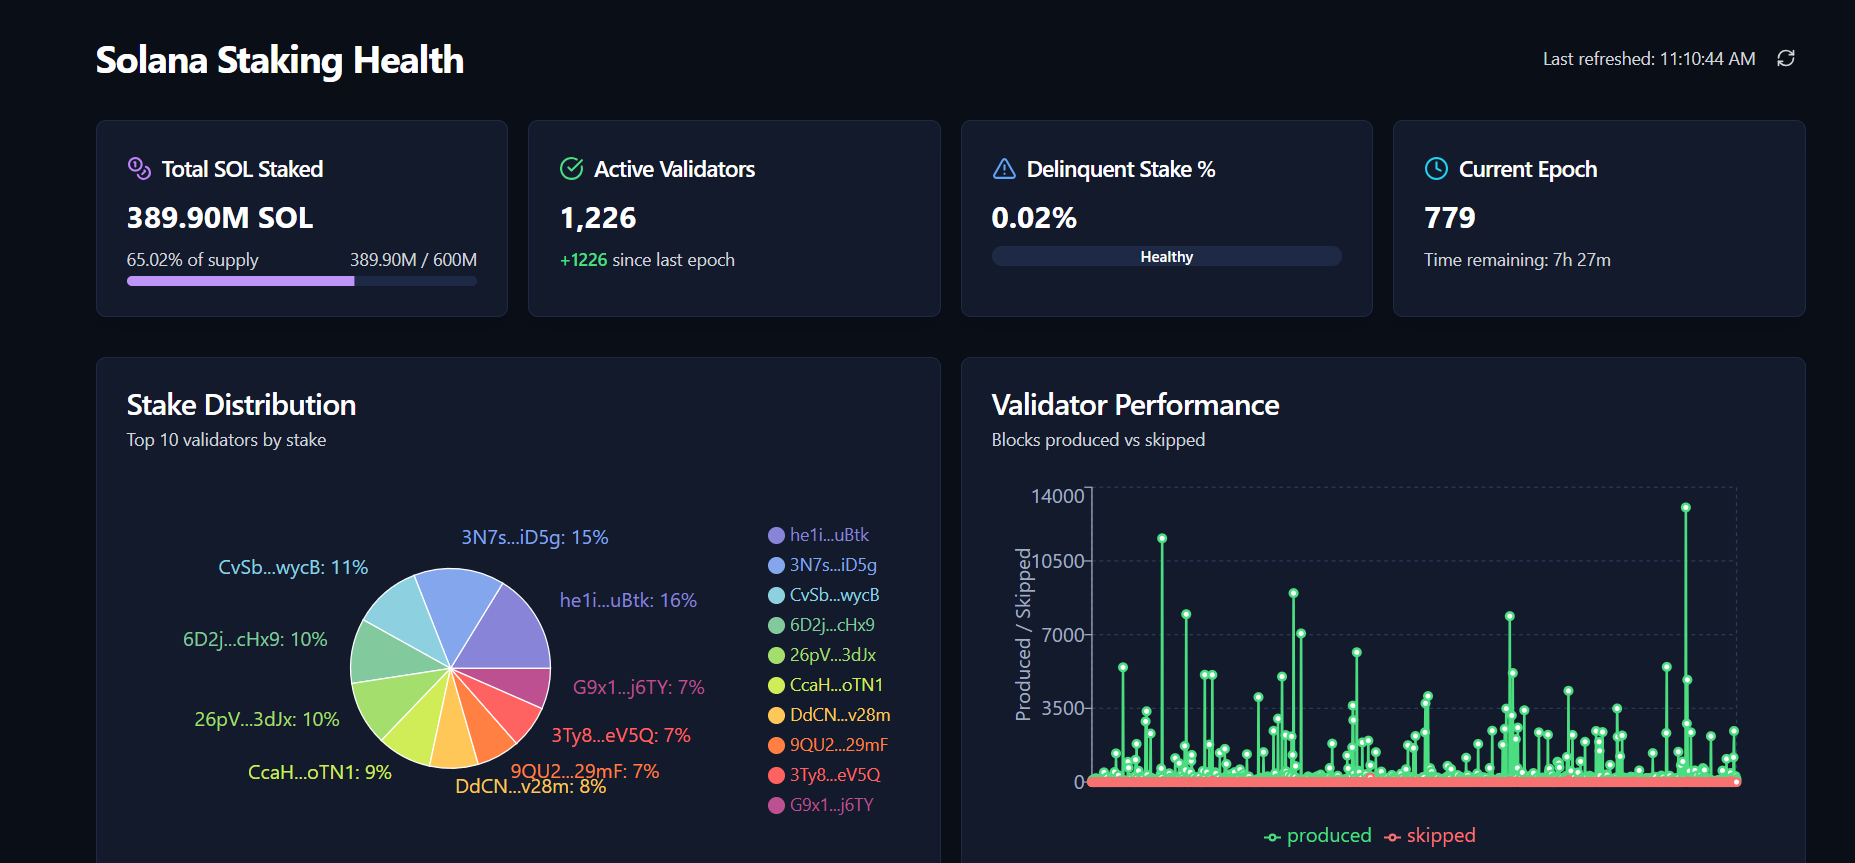 Solana Staking Health
Last refreshed: 11:10:44 AM
Total SOL Staked
389.90M SOL
65.02% of supply
389.90M / 600M
Active Validators
1,226
+1226 since last epoch
Delinquent Stake %
0.02%
Healthy
Current Epoch
779
Time remaining: 7h 27m
Stake Distribution
Top 10 validators by stake
3N7s...iD5g: 15%
CvSb...wycB: 11%
he1i...uBtk: 16%
6D2j...cHx9: 10%
G9x1...j6TY: 7%
26pV...3dJx: 10%
3Ty8...eV5Q: 7%
CcaH...oTN1: 9%
9QU2...29mF: 7%
DdCN...v28m: 8%
he1i...uBtk
3N7s...iD5g
CvSb...wycB
6D2j...cHx9
26pV...3dJx
CcaH...oTN1
DdCN...v28m
9QU2...29mF
3Ty8...eV5Q
G9x1...j6TY
Validator Performance
Blocks produced vs skipped
Produced / Skipped
14000
10500
7000
3500
0
produced
skipped